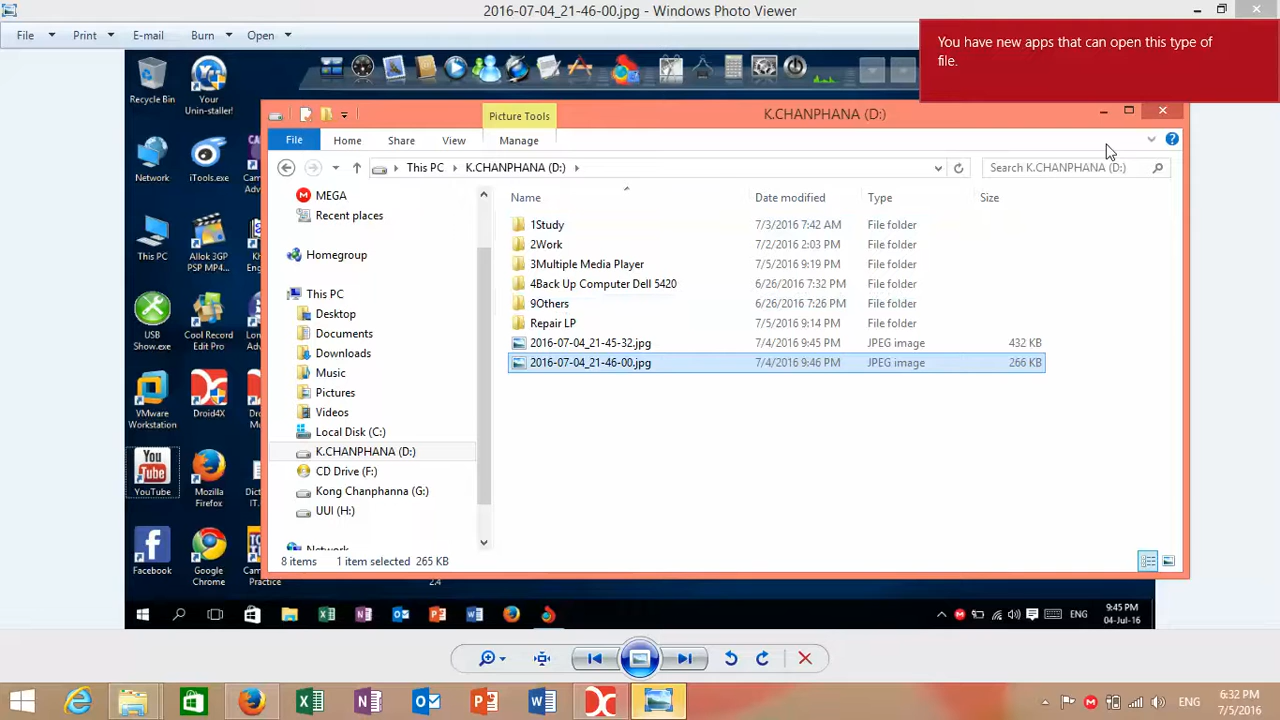 2016-07-04_21-46-00.jpg - Windows Photo Viewer
File Print E-mail Burn Open
You have new apps that can open this type of
file.
Recycle Bin
Your
Unin-staller!
Network
iTools.exe
This PC
Allok 3GP
PSP MP4...
USB
Show.exe
Cool Record
Edit Pro
VMware
Workstation
Droid4X
YouTube
Mozilla
Firefox
Facebook
Google
Chrome
2.4
Picture Tools
K.CHANPHANA (D:)
File Home Share View Manage
This PC K.CHANPHANA (D:)
Search K.CHANPHANA (D:)
MEGA
Recent places
Homegroup
This PC
Desktop
Documents
Downloads
Music
Pictures
Videos
Local Disk (C:)
K.CHANPHANA (D:)
CD Drive (F:)
Kong Chanphanna (G:)
UUI (H:)
Network
Name Date modified Type Size
1Study 7/3/2016 7:42 AM File folder
2Work 7/2/2016 2:03 PM File folder
3Multiple Media Player 7/5/2016 9:19 PM File folder
4Back Up Computer Dell 5420 6/26/2016 7:32 PM File folder
9Others 6/26/2016 7:26 PM File folder
Repair LP 7/5/2016 9:14 PM File folder
2016-07-04_21-45-32.jpg 7/4/2016 9:45 PM JPEG image 432 KB
2016-07-04_21-46-00.jpg 7/4/2016 9:46 PM JPEG image 266 KB
8 items 1 item selected 265 KB
ENG
9:45 PM
04-Jul-16
ENG
6:32 PM
7/5/2016